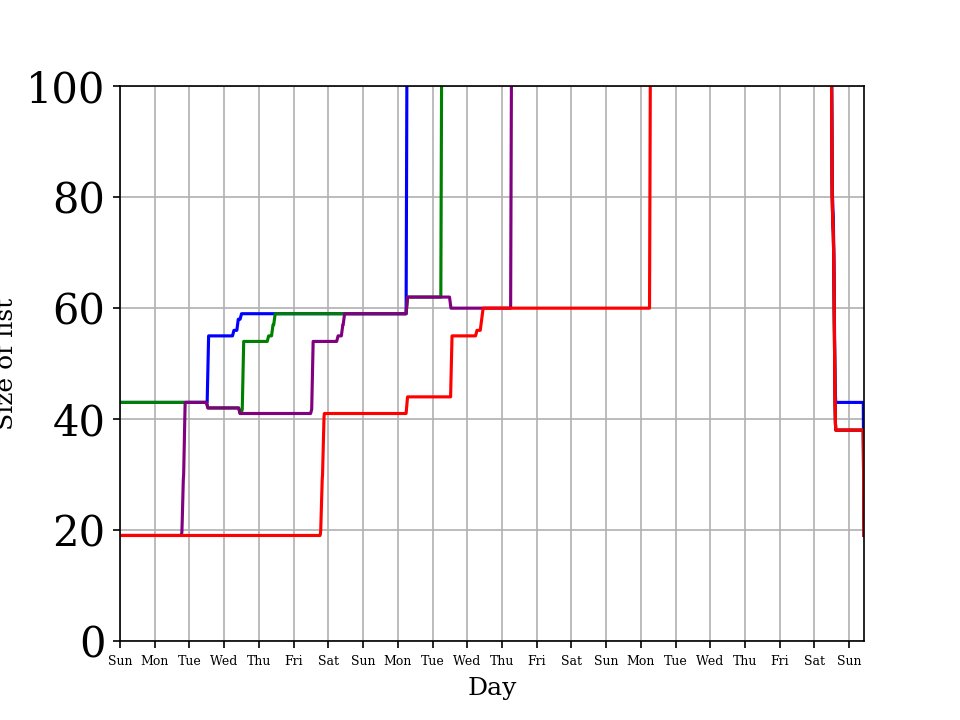 100
80
60
40
20
0
Size of list
Sun Mon Tue Wed Thu Fri Sat Sun Mon Tue Wed Thu Fri Sat Sun Mon Tue Wed Thu Fri Sat Sun
Day